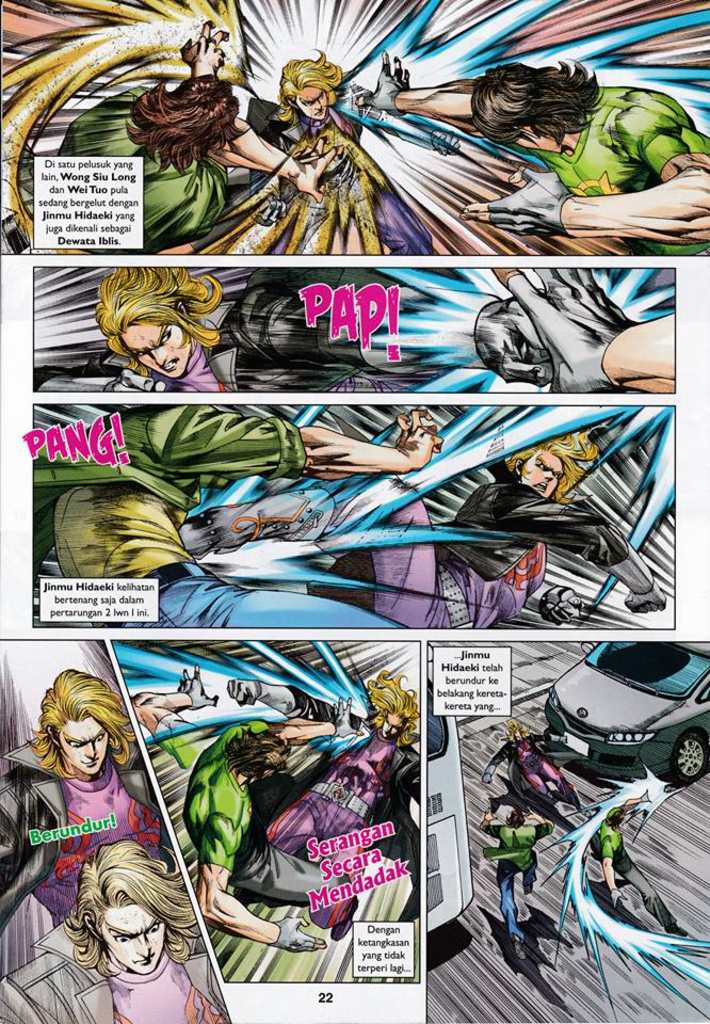 Di satu pelusuk yang
lain, Wong Siu Long
dan Wei Tuo pula
sedang bergelut dengan
Jinmu Hidaeki yang
juga dikenali sebagai
Dewata Iblis.
PAP!
PANG!
Jinmu Hidaeki kelihatan
bertenang saja dalam
pertarungan 2 lwn 1 ini.
Berundur!
Serangan
Secara
Mendadak
Dengan
ketangkasan
yang tidak
terperi lagi...
...Jinmu
Hidaeki telah
berundur ke
belakang kereta-
kereta yang...
22